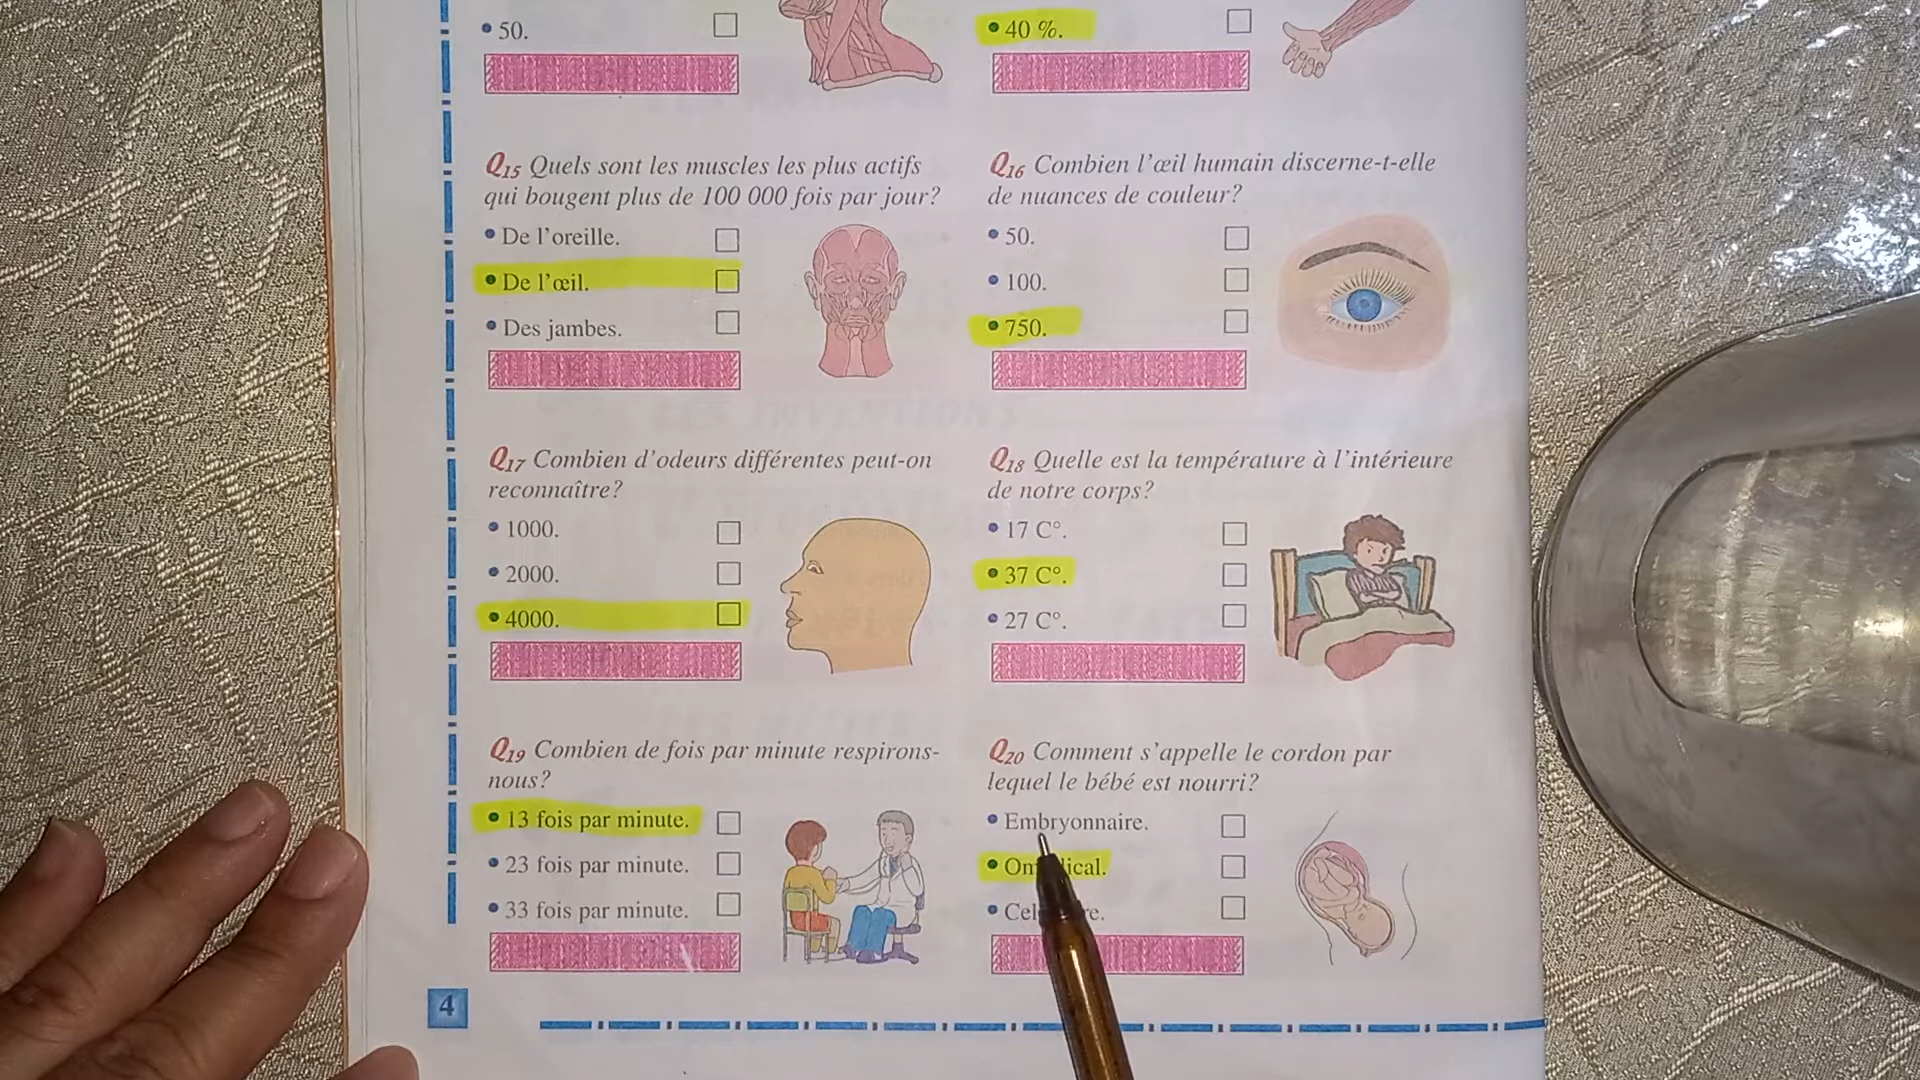 • 50.
• 40 %.
Q15 Quels sont les muscles les plus actifs
qui bougent plus de 100 000 fois par jour?
• De l'oreille.
• De l'œil.
• Des jambes.
Q16 Combien l'œil humain discerne-t-elle
de nuances de couleur?
• 50.
• 100.
• 750.
Q17 Combien d'odeurs différentes peut-on
reconnaître?
• 1000.
• 2000.
• 4000.
Q18 Quelle est la température à l'intérieure
de notre corps?
• 17 C°.
• 37 C°.
• 27 C°.
Q19 Combien de fois par minute respirons-
nous?
• 13 fois par minute.
• 23 fois par minute.
• 33 fois par minute.
Q20 Comment s'appelle le cordon par
lequel le bébé est nourri?
• Embryonnaire.
4